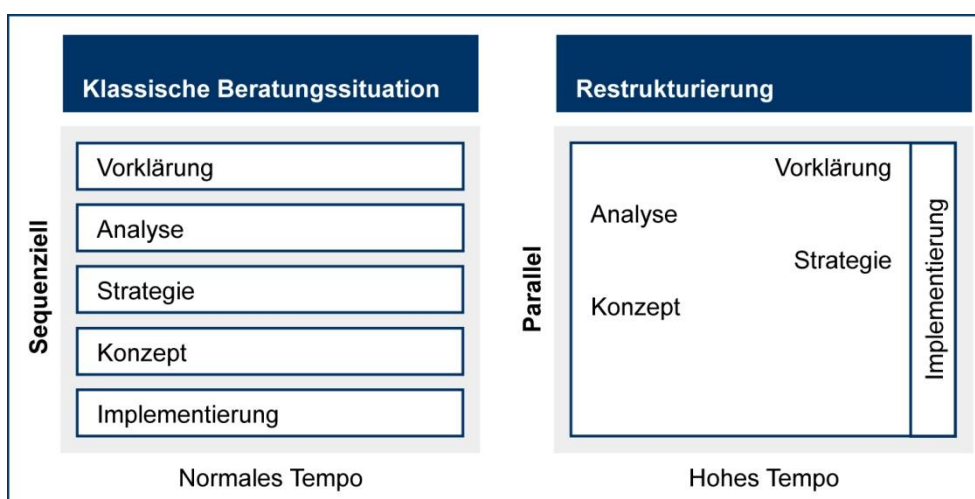 Klassische Beratungssituation
Sequenziell
Vorklärung
Analyse
Strategie
Konzept
Implementierung
Normales Tempo
Restrukturierung
Parallel
Vorklärung
Analyse
Strategie
Konzept
Implementierung
Hohes Tempo